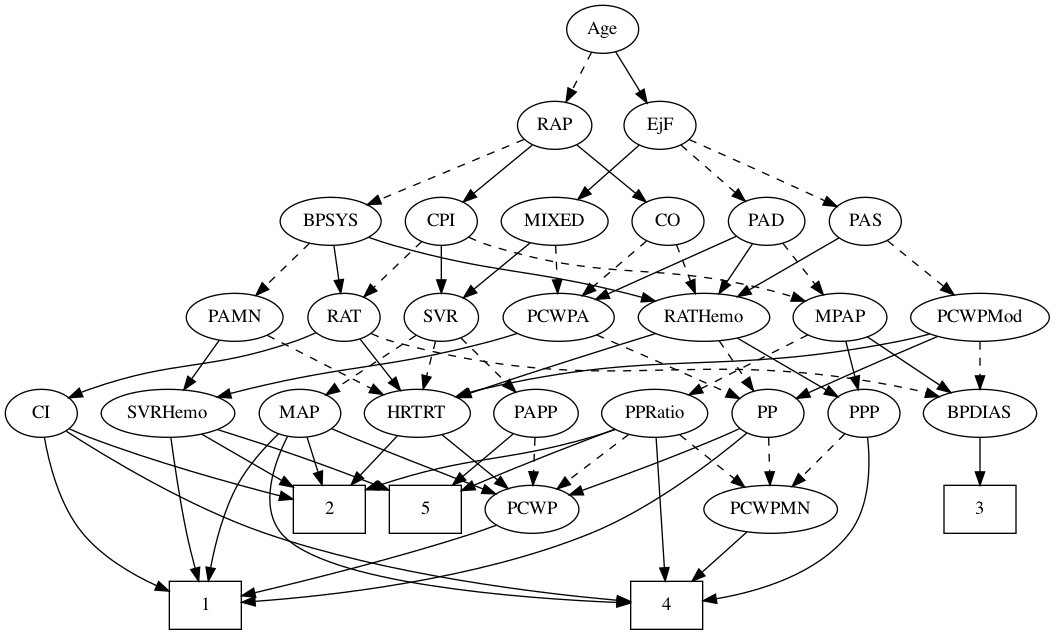 Age
RAP
EjF
BPSYS
CPI
MIXED
CO
PAD
PAS
PAMN
RAT
SVR
PCWPA
RATHemo
MPAP
PCWPMod
CI
SVRHemo
MAP
HRTRT
PAPP
PPRatio
PP
PPP
BPDIAS
2
5
PCWP
PCWPMN
3
1
4